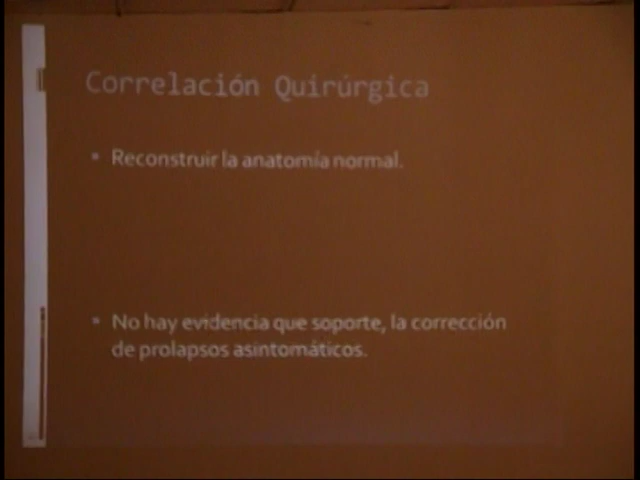 Correlación Quirúrgica
▪ Reconstruir la anatomía normal.
▪ No hay evidencia que soporte, la corrección
de prolapsos asintomáticos.